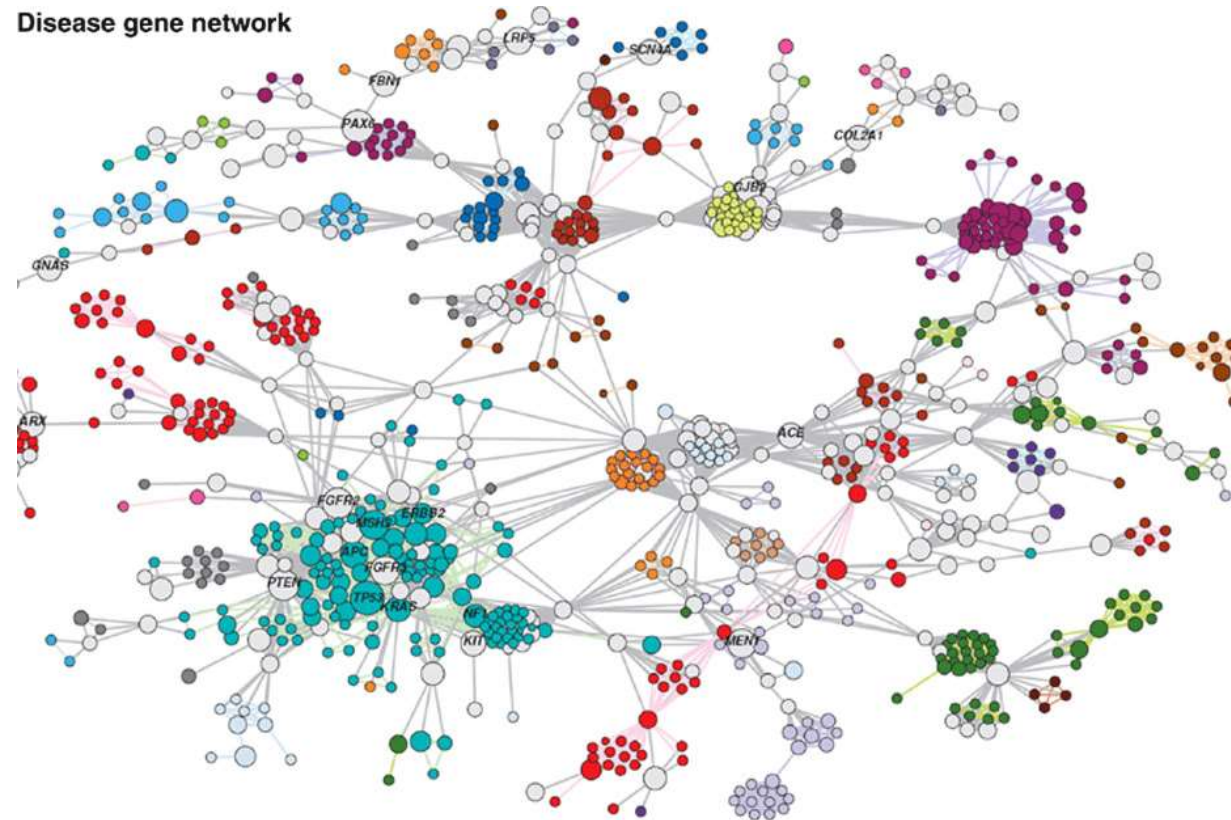 Disease gene network
LRP5
SCN4A
FBN1
PAX6
COL2A1
GJB2
GNAS
ARX
ACE
FGFR2
ERBB2
MSH2
APC
FGFR3
PTEN
TP53
KRAS
NF1
KIT
MEN1